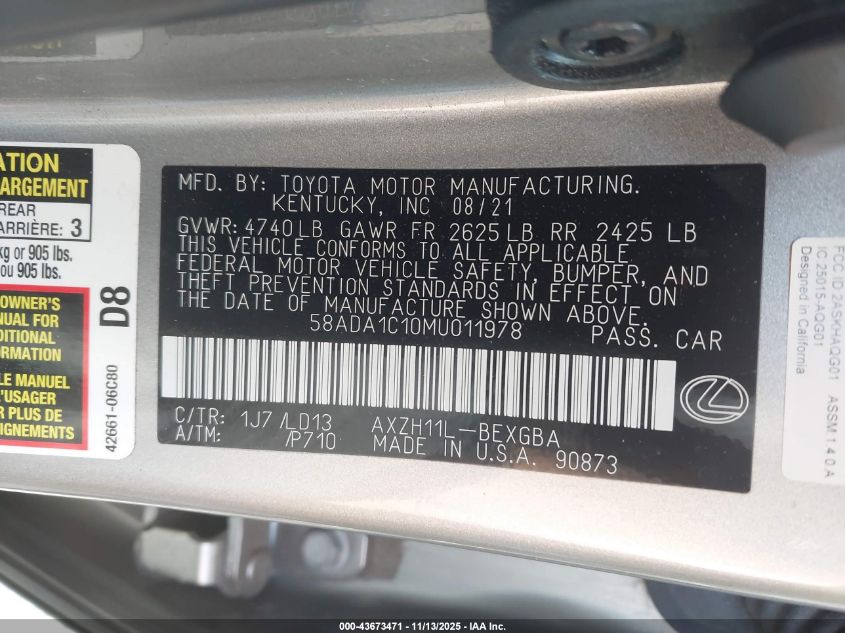 ATION
ARGEMENT
REAR
ARRIÈRE: 3
kg or 905 lbs.
ou 905 lbs.
OWNER'S
NUAL FOR
DITIONAL
ORMATION
LE MANUEL
L'USAGER
R PLUS DE
SEIGNEMENTS
D8
42661-06C80
MFD. BY: TOYOTA MOTOR MANUFACTURING.
KENTUCKY, INC 08/21
GVWR: 4740LB GAWR FR 2625LB RR 2425 LB
THIS VEHICLE CONFORMS TO ALL APPLICABLE
FEDERAL MOTOR VEHICLE SAFETY, BUMPER, AND
THEFT PREVENTION STANDARDS IN EFFECT ON
THE DATE OF MANUFACTURE SHOWN ABOVE.
58ADA1C10MU011978 PASS. CAR
C/TR: 1J7 /LD13 AXZH11L-BEXGBA
A/TM: /P710 MADE IN U.S.A. 90873
FCC ID 2ASKHAQG01
IC 25015-AQG01
Designed in California
ASSM 1.4.0 A
000-43673471 - 11/13/2025 - IAA Inc.